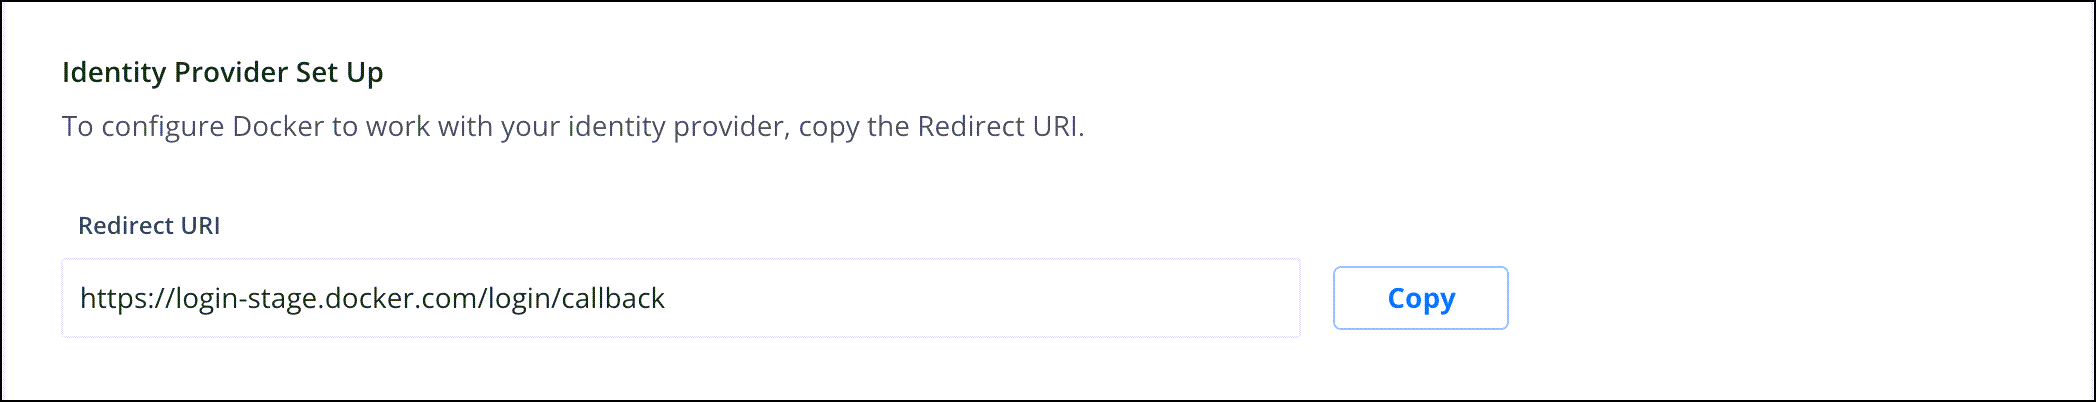 Identity Provider Set Up
To configure Docker to work with your identity provider, copy the Redirect URI.
Redirect URI
https://login-stage.docker.com/login/callback
Copy